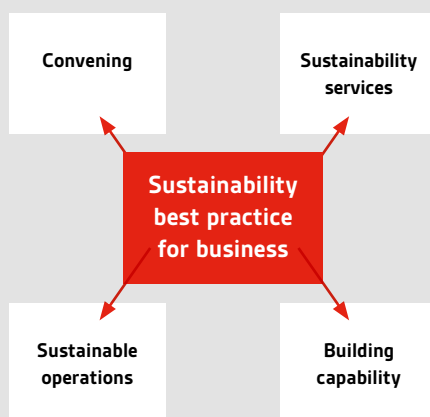 Convening
Sustainability
services
Sustainability
best practice
for business
Sustainable
operations
Building
capability